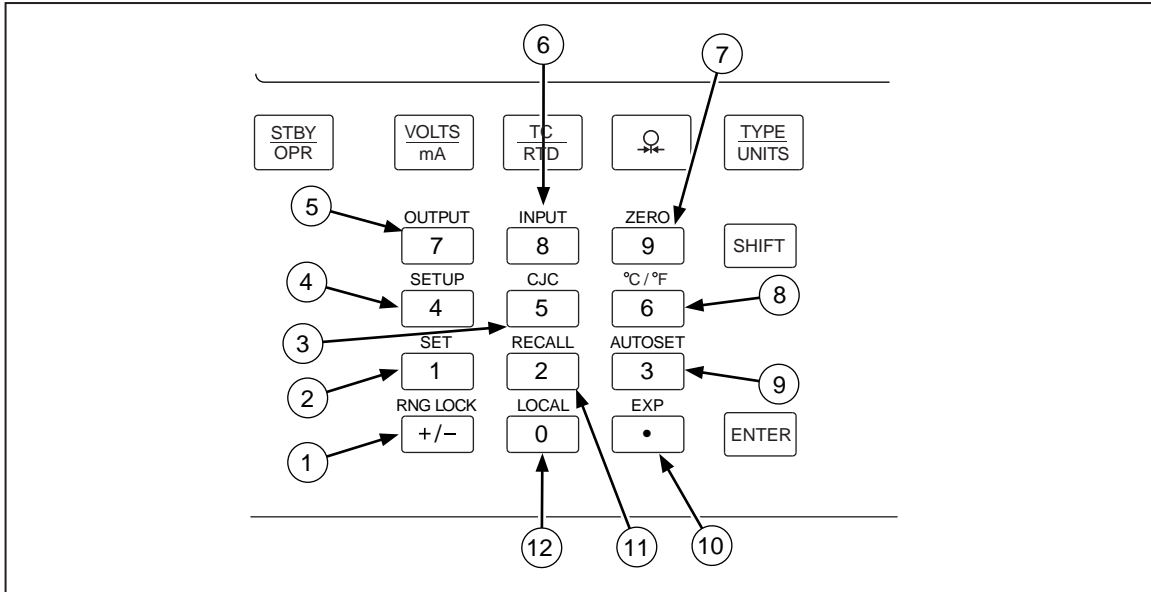 6
7
STBY
OPR
VOLTS
mA
TC
RTD
TYPE
UNITS
5
OUTPUT
INPUT
ZERO
7
8
9
SHIFT
4
SETUP
CJC
°C / °F
4
5
6
8
3
SET
RECALL
AUTOSET
1
2
3
2
9
RNG LOCK
LOCAL
EXP
+/−
0
•
ENTER
1
12
11
10